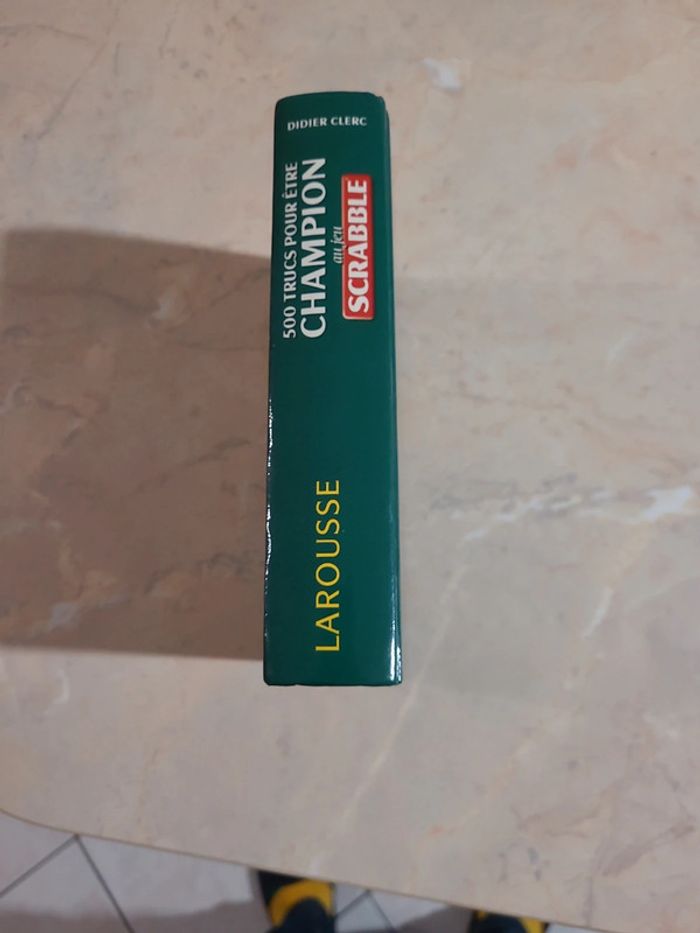 DIDIER CLERC
500 TRUCS POUR ÊTRE
CHAMPION
au jeu
SCRABBLE
LAROUSSE